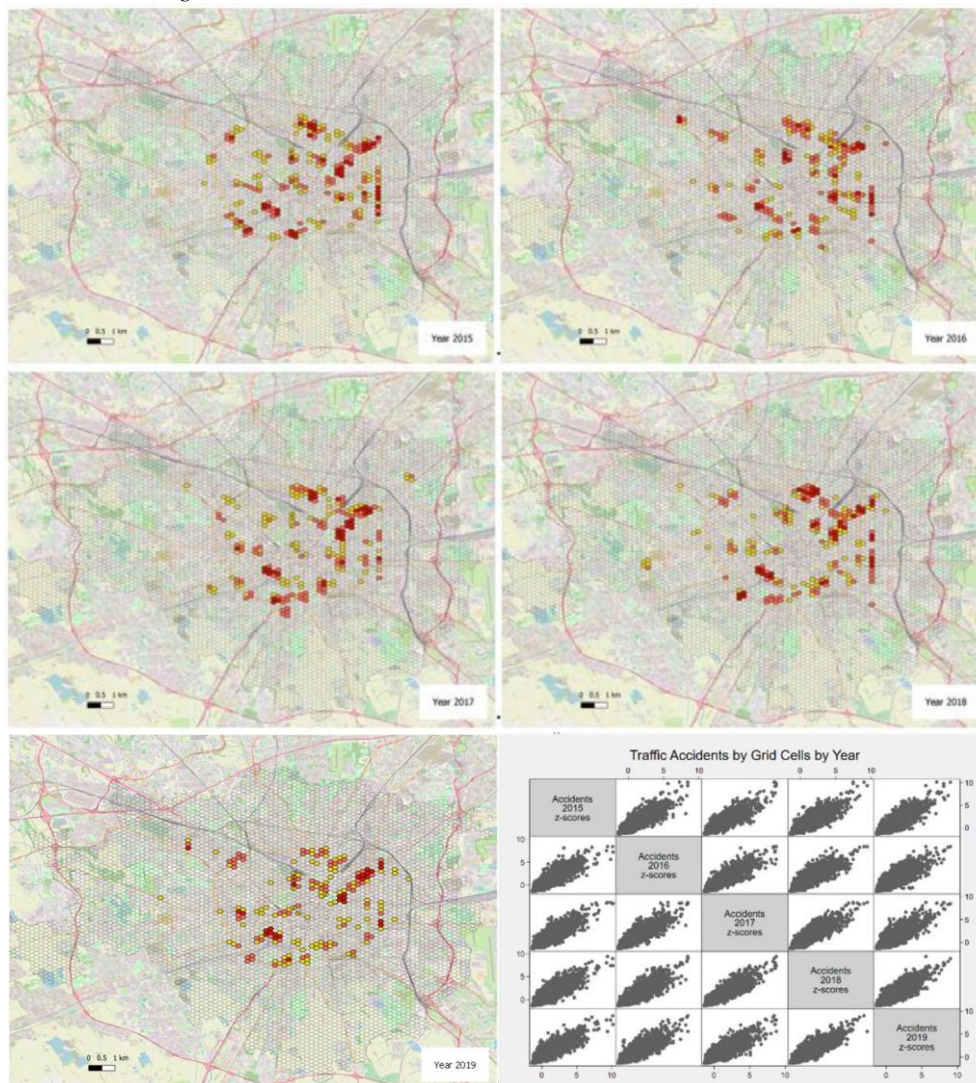 0 0.5 1 km
Year 2015
0 0.5 1 km
Year 2016
0 0.5 1 km
Year 2017
0 0.5 1 km
Year 2018
0 0.5 1 km
Year 2019
Traffic Accidents by Grid Cells by Year
0 5 10 0 5 10
Accidents
2015
z-scores
10
5
0
10
5
0
Accidents
2016
z-scores
Accidents
2017
z-scores
10
5
0
10
5
0
Accidents
2018
z-scores
Accidents
2019
z-scores
10
5
0
0 5 10 0 5 10 0 5 10